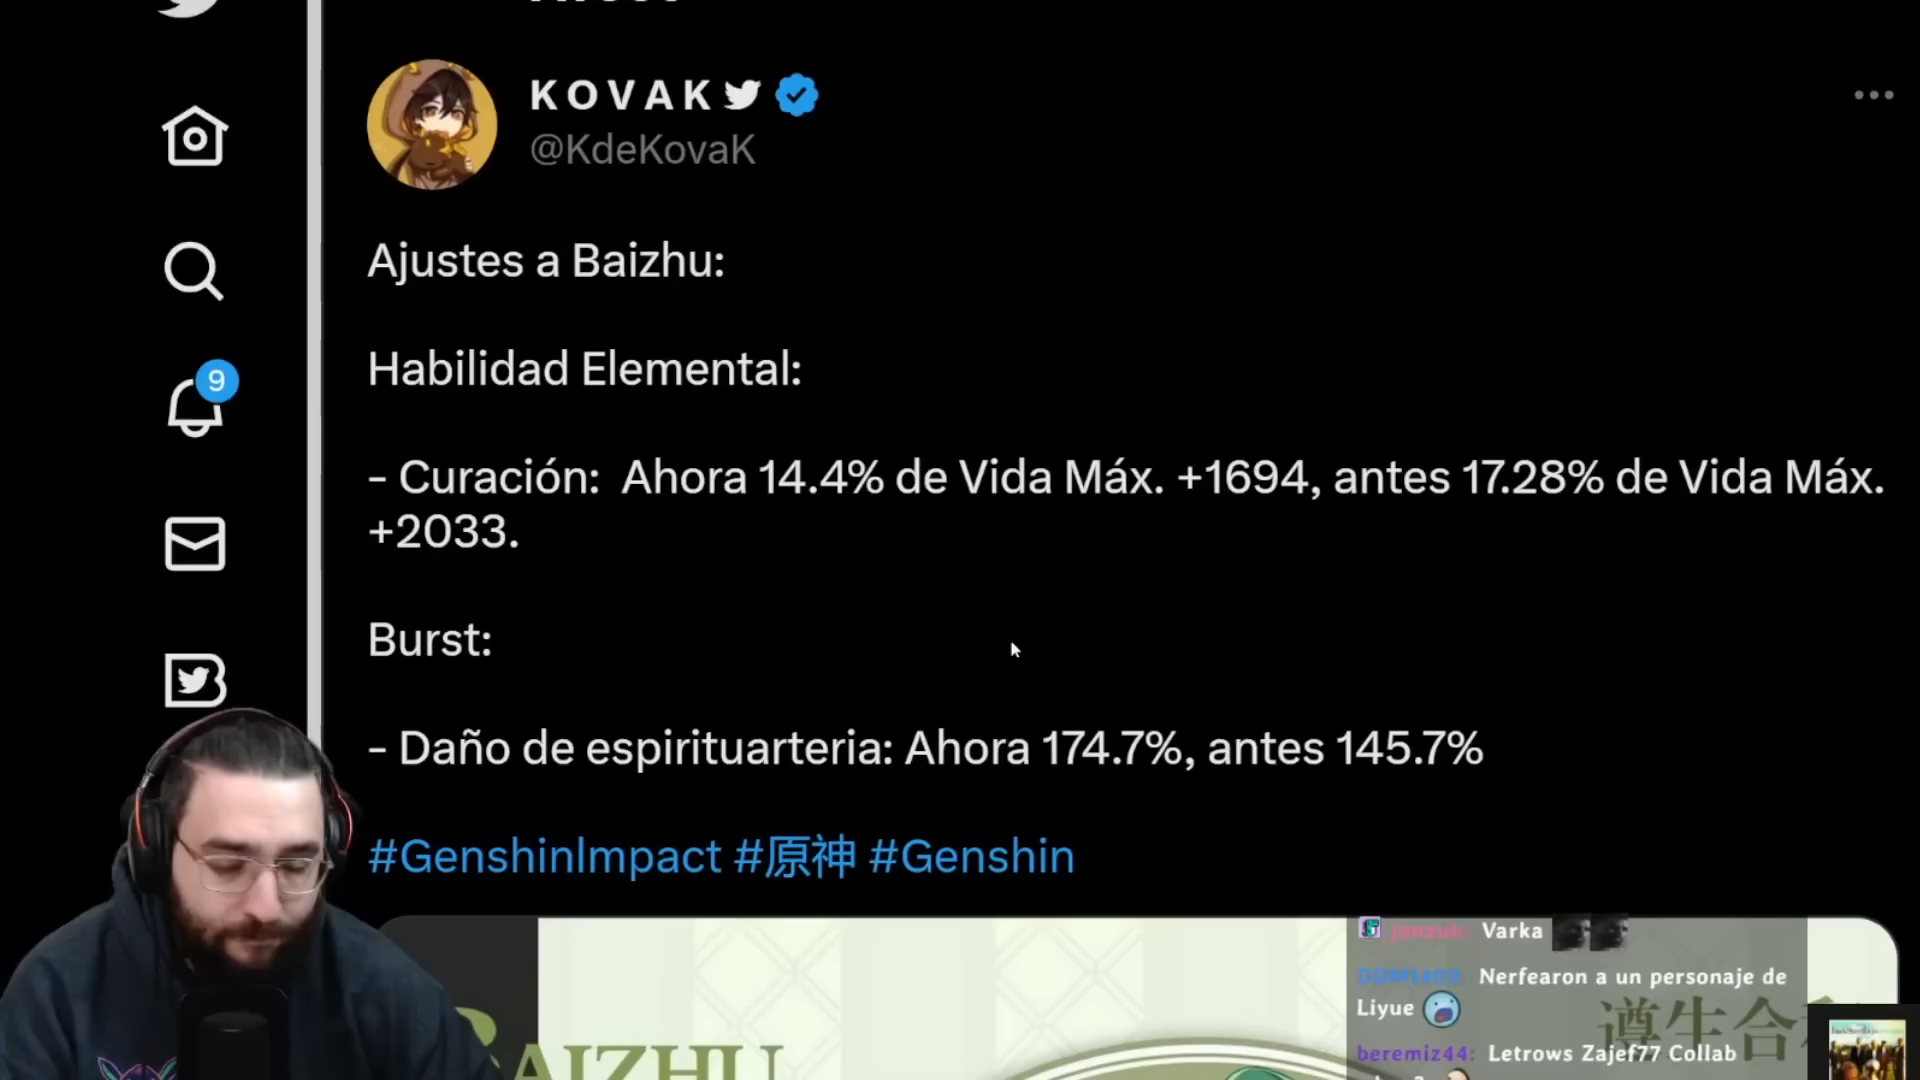 KOVAK
@KdeKovaK
Ajustes a Baizhu:
Habilidad Elemental:
9
- Curación: Ahora 14.4% de Vida Máx. +1694, antes 17.28% de Vida Máx.
+2033.
Burst:
- Daño de espirituarteria: Ahora 174.7%, antes 145.7%
#GenshinImpact #原神 #Genshin
Varka
Nerfearon a un personaje de
Liyue
beremiz44: Letrows Zajef77 Collab
BAIZHU